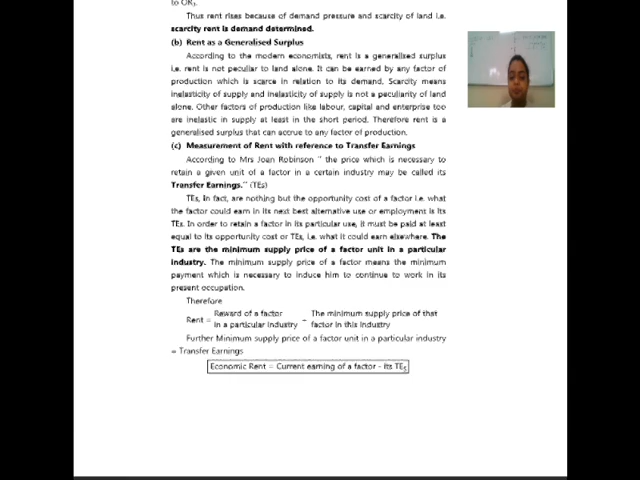 to OR₃.
Thus rent rises because of demand pressure and scarcity of land i.e.
scarcity rent is demand determined.
(b) Rent as a Generalised Surplus
According to the modern economists, rent is a generalised surplus
i.e. rent is not peculiar to land alone. It can be earned by any factor of
production which is scarce in relation to its demand. Scarcity means
inelasticity of supply and inelasticity of supply is not a peculiarity of land
alone. Other factors of production like labour, capital and enterprise too
are inelastic in supply at least in the short period. Therefore rent is a
generalised surplus that can accrue to any factor of production.
(c) Measurement of Rent with reference to Transfer Earnings
According to Mrs Joan Robinson " the price which is necessary to
retain a given unit of a factor in a certain industry may be called its
Transfer Earnings." (TEs)
TEs, in fact, are nothing but the opportunity cost of a factor i.e. what
the factor could earn in its next best alternative use or employment is its
TEs. In order to retain a factor in its particular use, it must be paid at least
equal to its opportunity cost or TEs, i.e. what it could earn elsewhere. The
TEs are the minimum supply price of a factor unit in a particular
industry. The minimum supply price of a factor means the minimum
payment which is necessary to induce him to continue to work in its
present occupation.
Therefore
Rent = Reward of a factor in a particular industry − The minimum supply price of that factor in this industry
Further Minimum supply price of a factor unit in a particular industry
= Transfer Earnings
Economic Rent = Current earning of a factor - its TEs